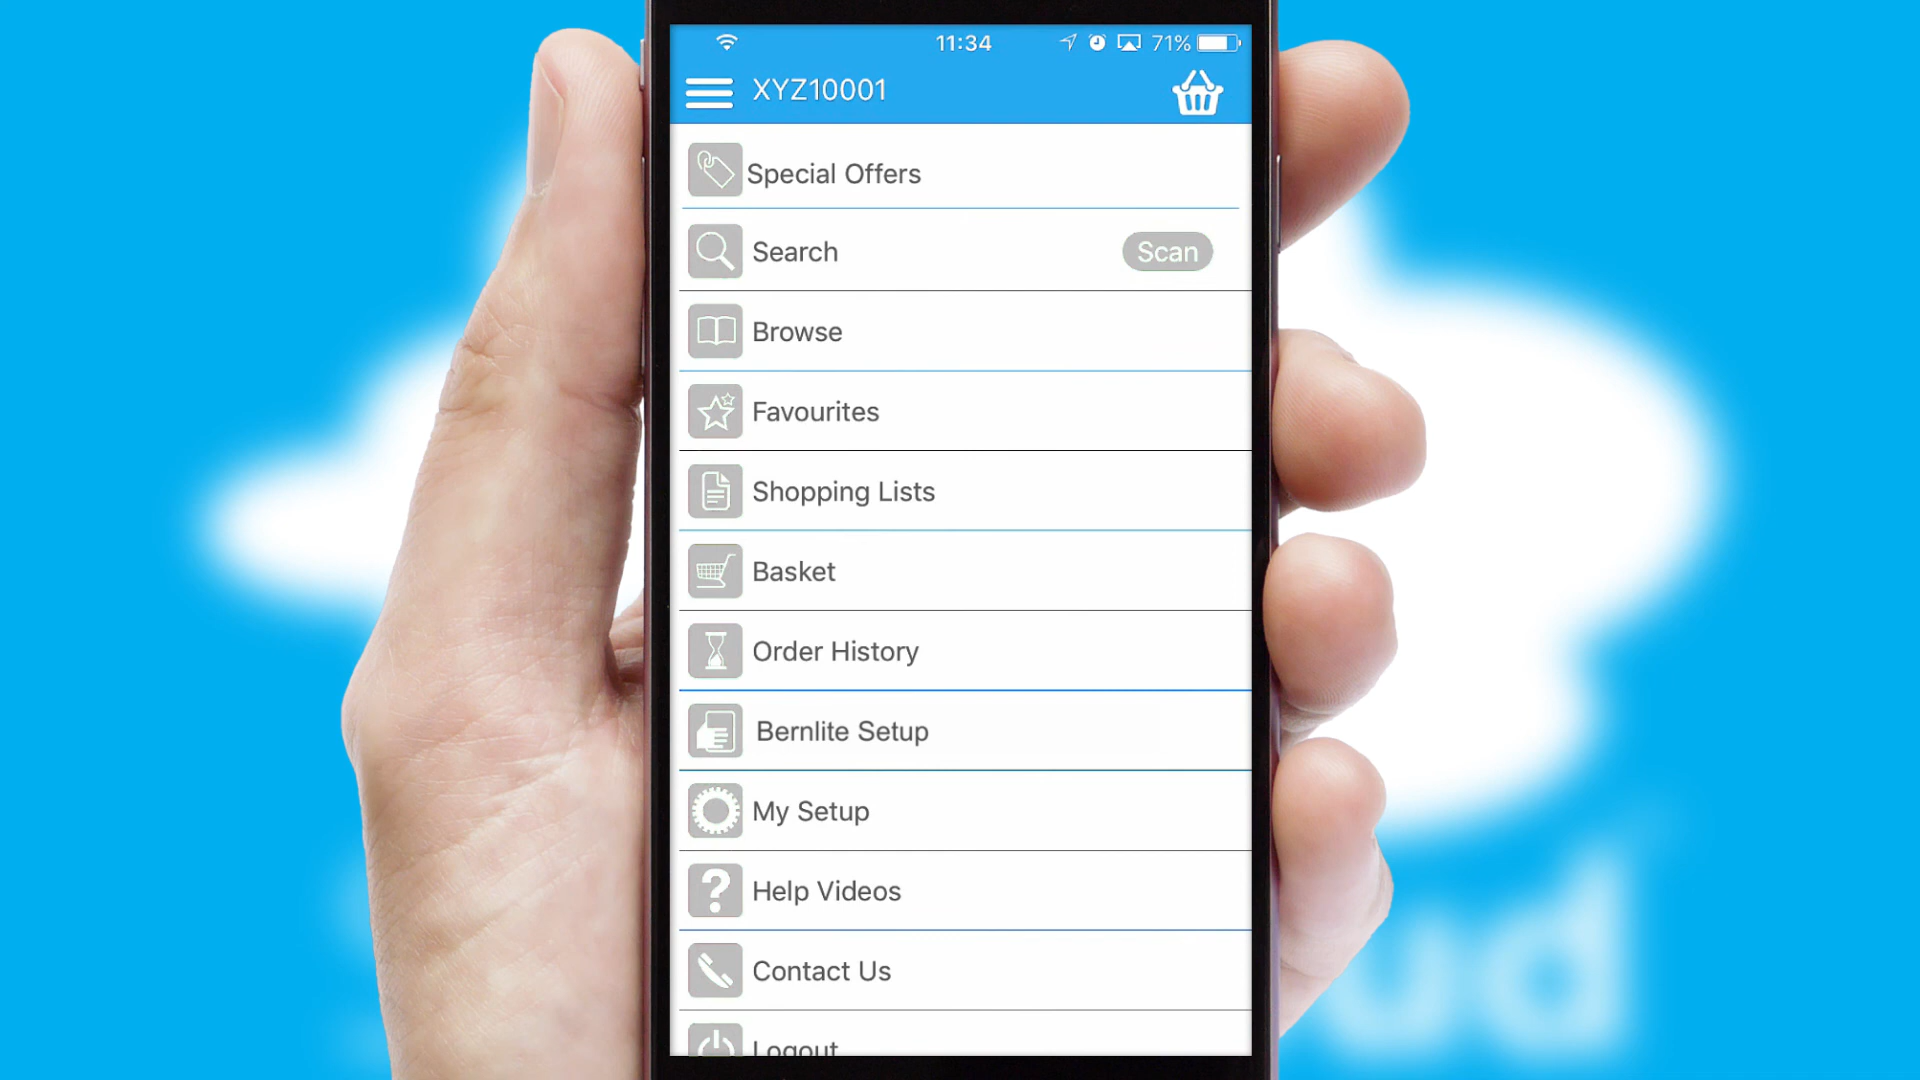 11:34 71%
XYZ10001
Special Offers
Search Scan
Browse
Favourites
Shopping Lists
Basket
Order History
Bernlite Setup
My Setup
Help Videos
Contact Us
Logout